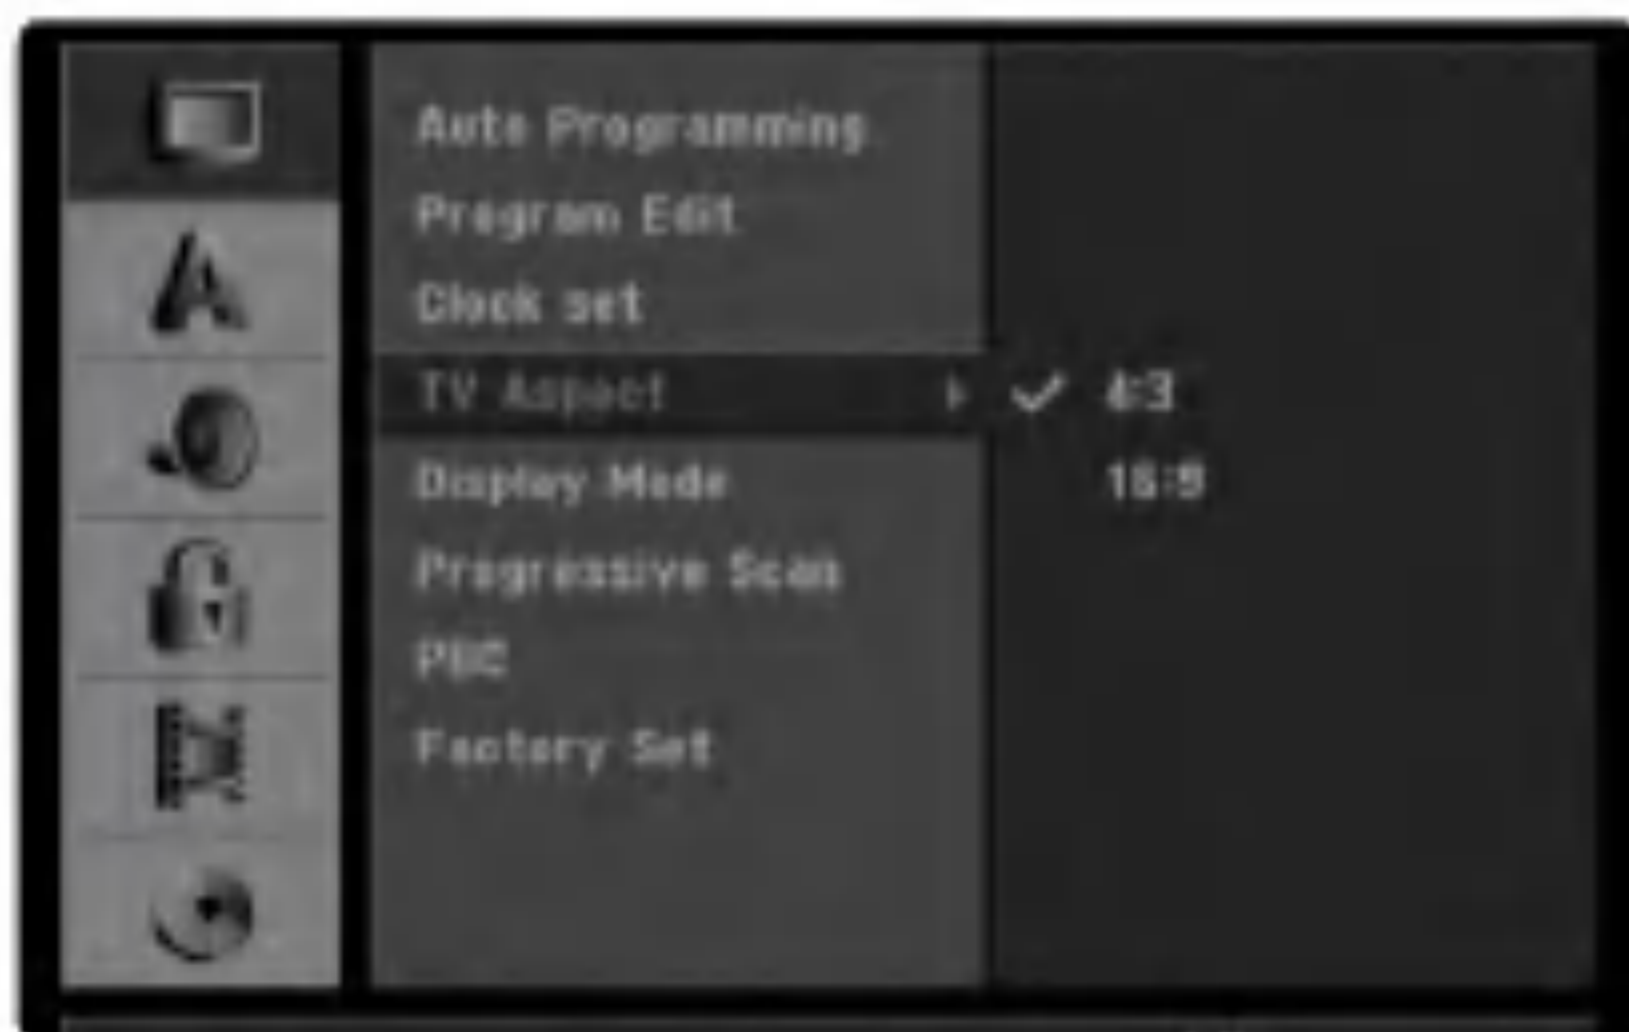 Auto Programming
Program Edit
Clock set
TV Aspect 4:3
16:9
Display Mode
Progressive Scan
PBC
Factory Set